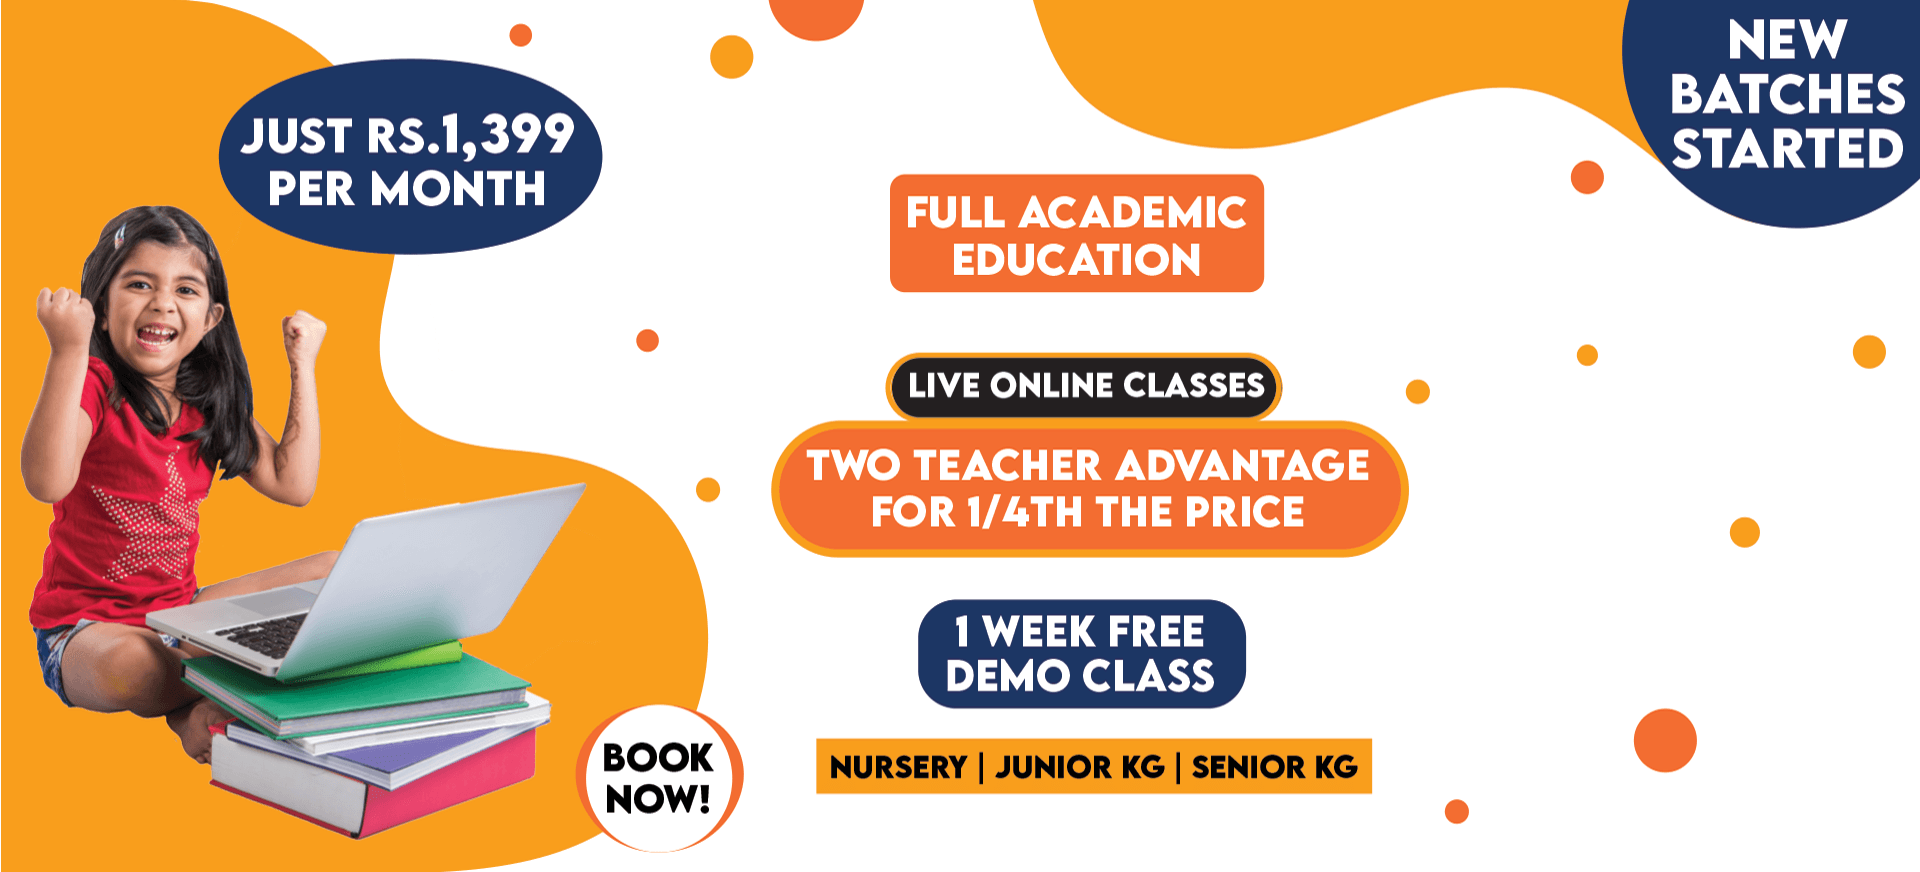 JUST RS.1,399
PER MONTH
NEW
BATCHES
STARTED
FULL ACADEMIC
EDUCATION
LIVE ONLINE CLASSES
TWO TEACHER ADVANTAGE
FOR 1/4TH THE PRICE
1 WEEK FREE
DEMO CLASS
BOOK
NOW!
NURSERY | JUNIOR KG | SENIOR KG